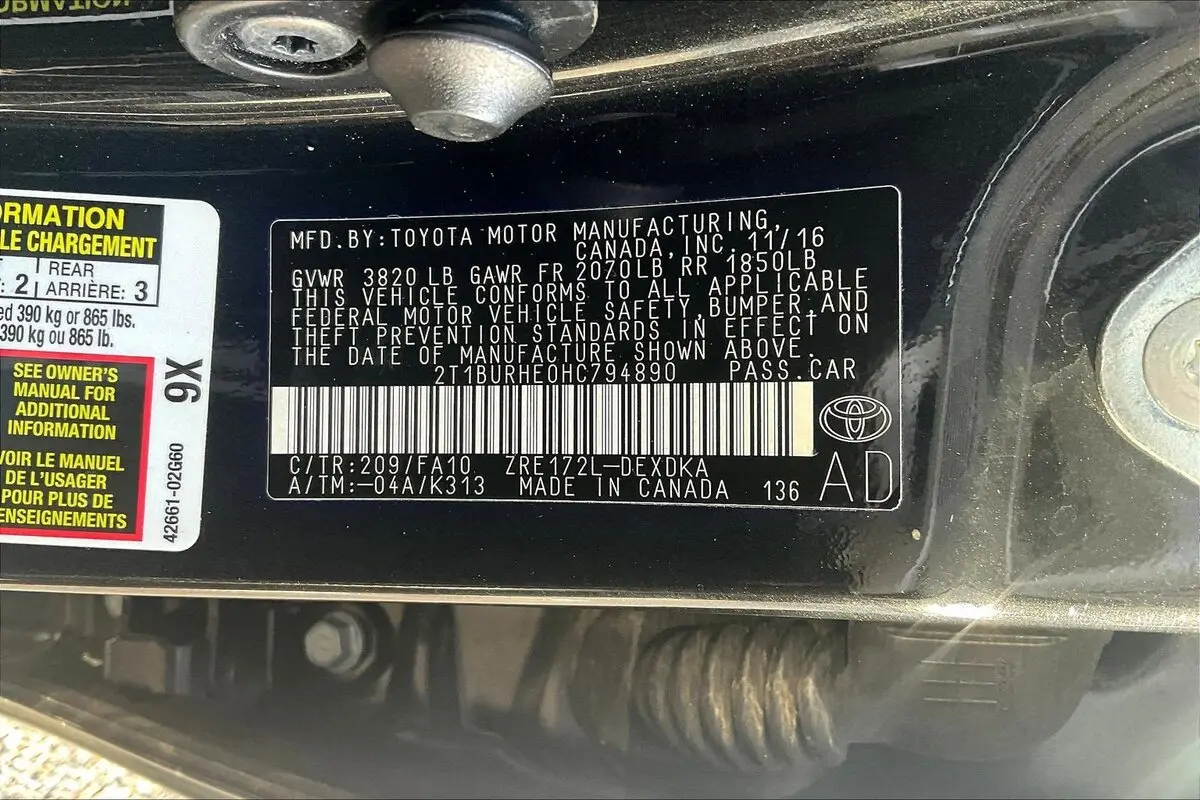 ORMATION
LE CHARGEMENT
REAR
: 2 ARRIÈRE: 3
ed 390 kg or 865 lbs.
390 kg ou 865 lb.
SEE OWNER'S
MANUAL FOR
ADDITIONAL
INFORMATION
VOIR LE MANUEL
DE L'USAGER
POUR PLUS DE
ENSEIGNEMENTS
9X
42661-02G60
MFD.BY:TOYOTA MOTOR MANUFACTURING,
CANADA,INC. 11/16
GVWR 3820 LB GAWR FR 2070LB RR 1850LB
THIS VEHICLE CONFORMS TO ALL APPLICABLE
FEDERAL MOTOR VEHICLE SAFETY,BUMPER,AND
THEFT PREVENTION STANDARDS IN EFFECT ON
THE DATE OF MANUFACTURE SHOWN ABOVE.
2T1BURHE0HC794890 PASS.CAR
C/TR:209/FA10 ZRE172L-DEXDKA
A/TM:-04A/K313 MADE IN CANADA 136 AD